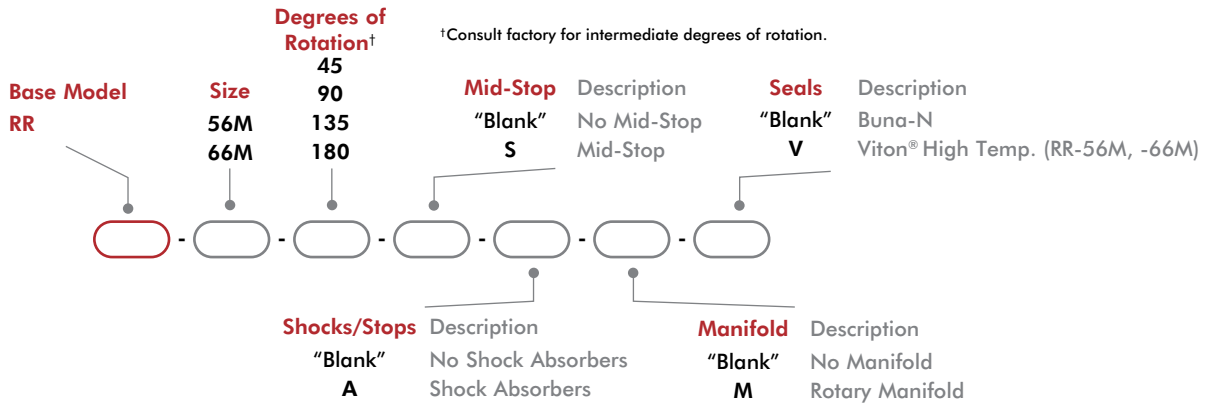 Degrees of
Rotation†
45
90
135
180
†Consult factory for intermediate degrees of rotation.
Base Model
RR
Size
56M
66M
Mid-Stop Description
"Blank" No Mid-Stop
S Mid-Stop
Seals Description
"Blank" Buna-N
V Viton® High Temp. (RR-56M, -66M)
- - - - - -
Shocks/Stops Description
"Blank" No Shock Absorbers
A Shock Absorbers
Manifold Description
"Blank" No Manifold
M Rotary Manifold